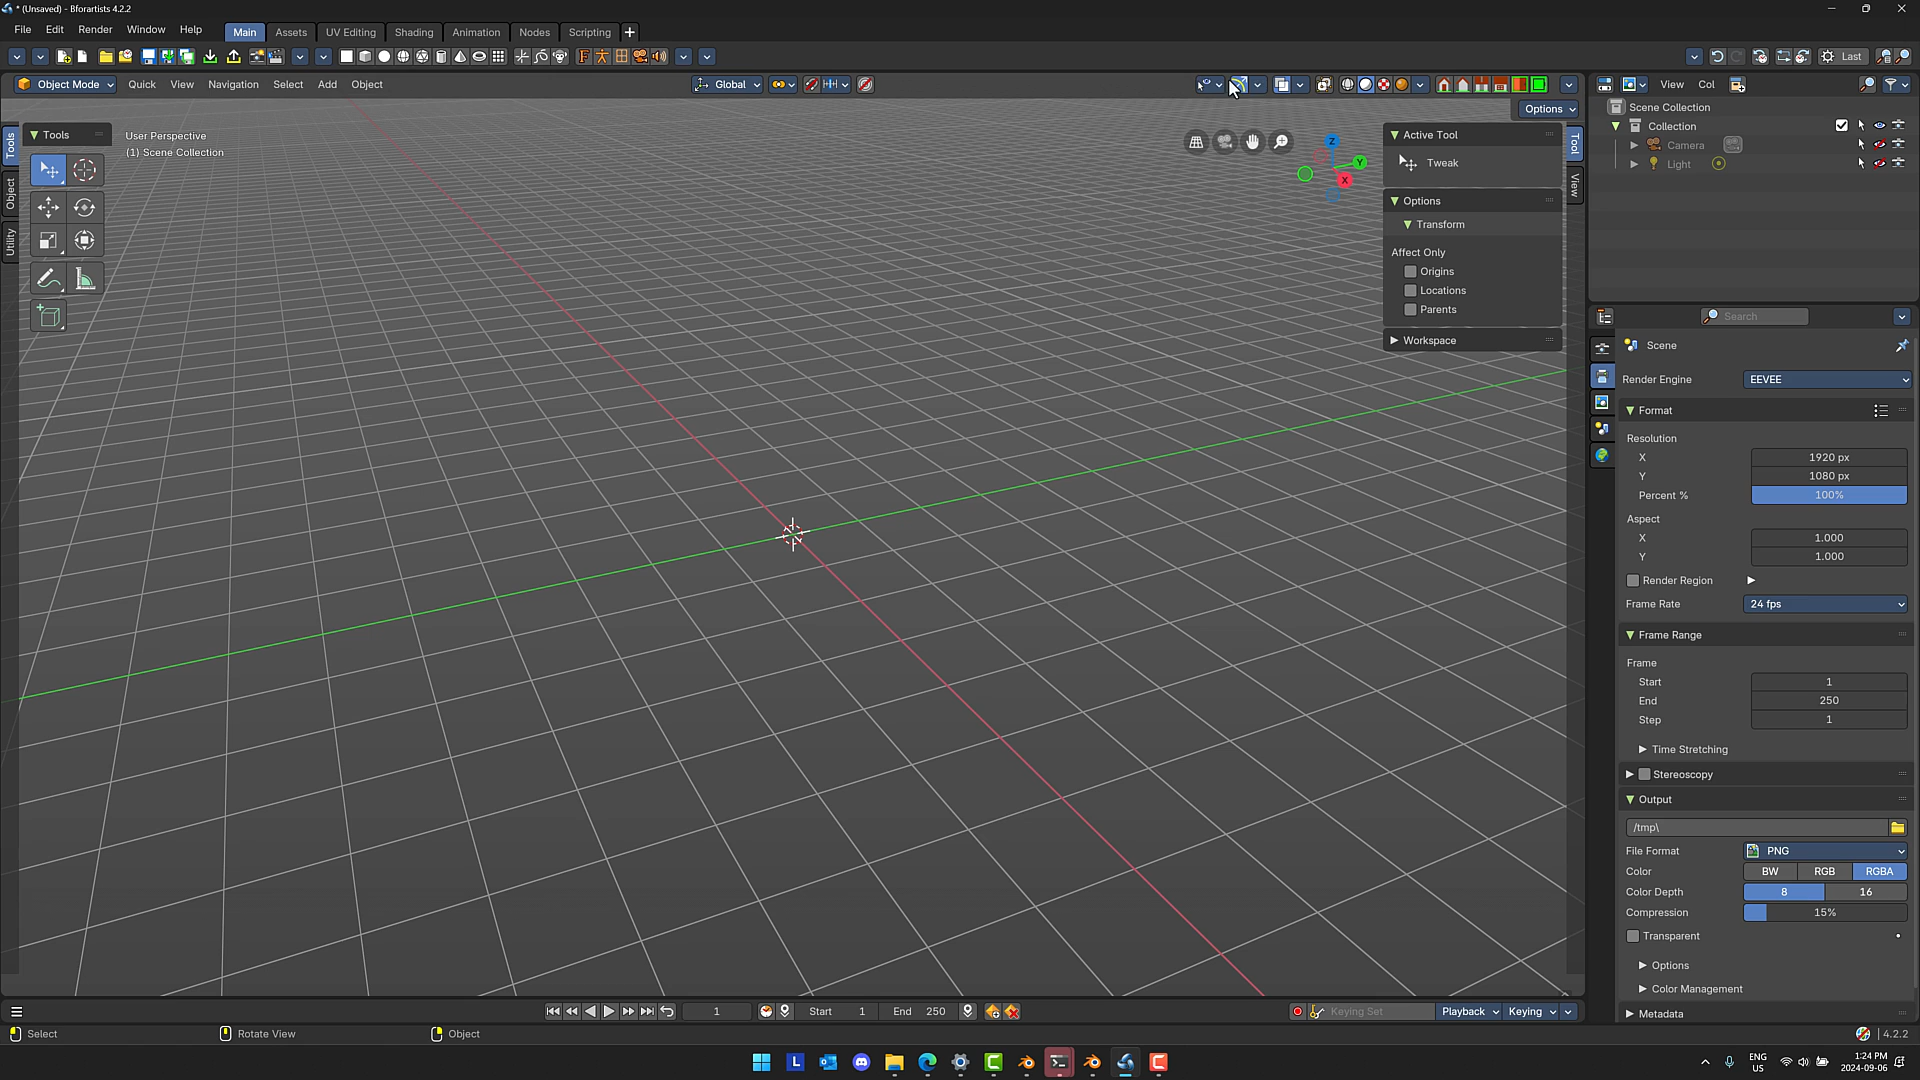 * (Unsaved) - Bforartists 4.2.2
File Edit Render Window Help Main Assets UV Editing Shading Animation Nodes Scripting +
Last
Object Mode Quick View Navigation Select Add Object Global View Col
Options
Tools
User Perspective
(1) Scene Collection
Tools
Object
Utility
Z
Y
X
Active Tool
Tweak
Options
Transform
Affect Only
Origins
Locations
Parents
Workspace
Tool
View
Scene Collection
Collection
Camera
Light
Search
Scene
Render Engine EEVEE
Format
Resolution
X 1920 px
Y 1080 px
Percent % 100%
Aspect
X 1.000
Y 1.000
Render Region
Frame Rate 24 fps
Frame Range
Frame
Start 1
End 250
Step 1
Time Stretching
Stereoscopy
Output
/tmp\
File Format PNG
Color BW RGB RGBA
Color Depth 8 16
Compression 15%
Transparent
Options
Color Management
Metadata
1 Start 1 End 250 Keying Set Playback Keying
Select Rotate View Object 4.2.2
L
ENG
US
1:24 PM
2024-09-06